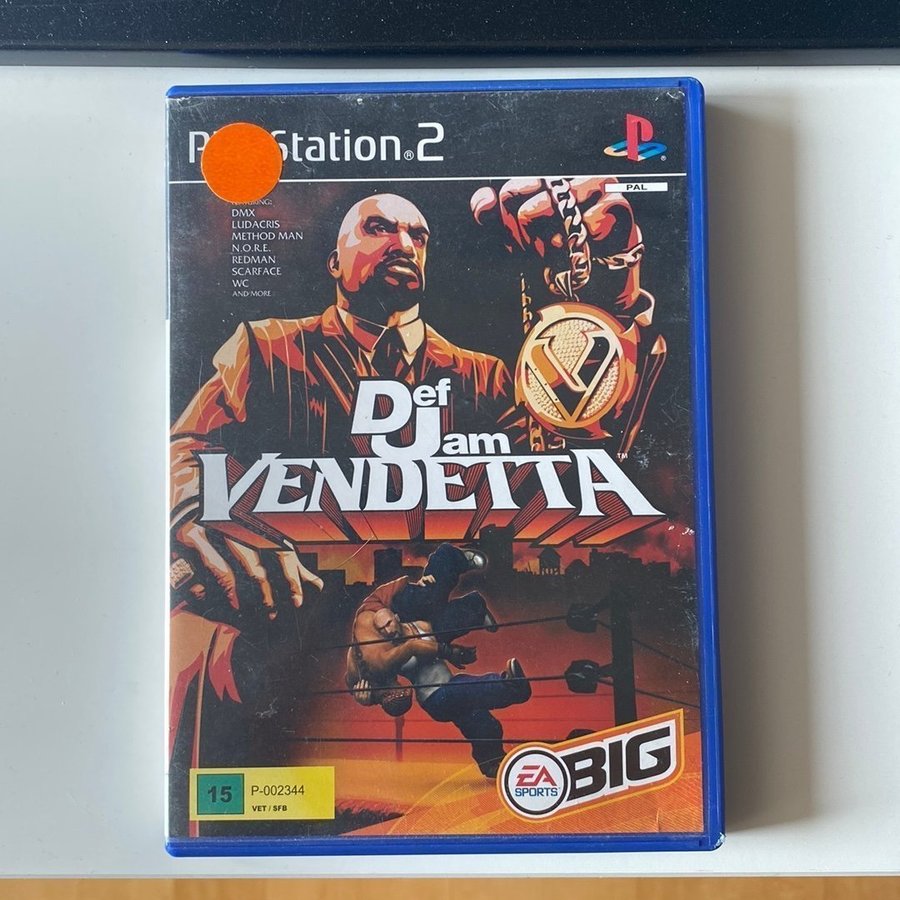 P Station®2
PAL
DMX
LUDACRIS
METHOD MAN
N.O.R.E.
REDMAN
SCARFACE
WC
AND MORE
Def
Jam
VENDETTA™
15 P-002344
VET / SFB
EA
SPORTS
BIG